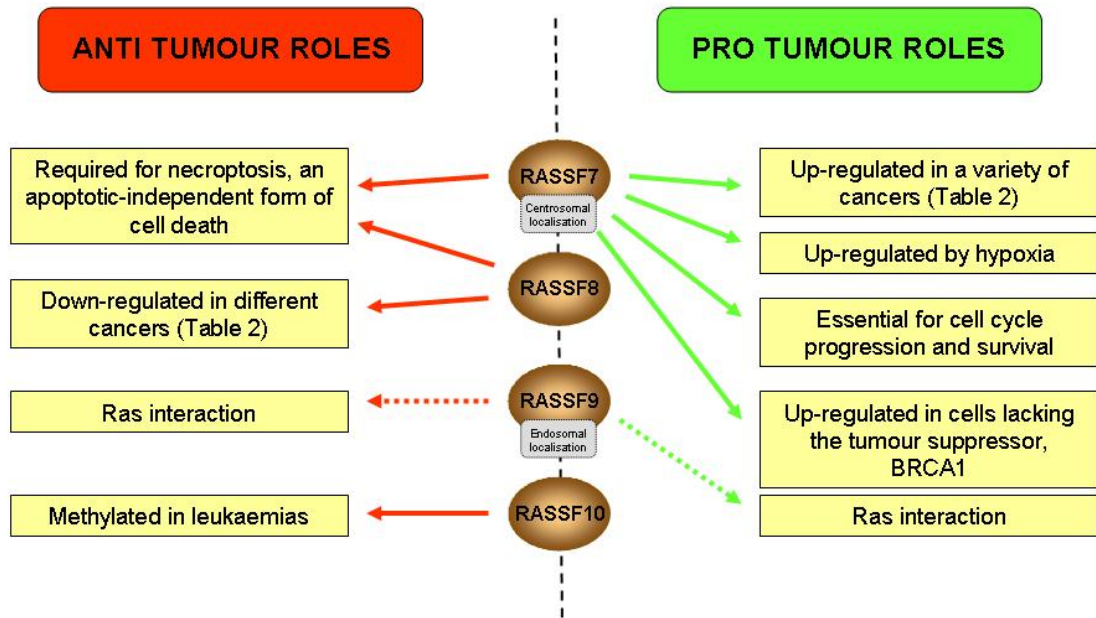 ANTI TUMOUR ROLES
PRO TUMOUR ROLES
Required for necroptosis, an
apoptotic-independent form of
cell death
Down-regulated in different
cancers (Table 2)
Ras interaction
Methylated in leukaemias
RASSF7
Centrosomal
localisation
RASSF8
RASSF9
Endosomal
localisation
RASSF10
Up-regulated in a variety of
cancers (Table 2)
Up-regulated by hypoxia
Essential for cell cycle
progression and survival
Up-regulated in cells lacking
the tumour suppressor,
BRCA1
Ras interaction